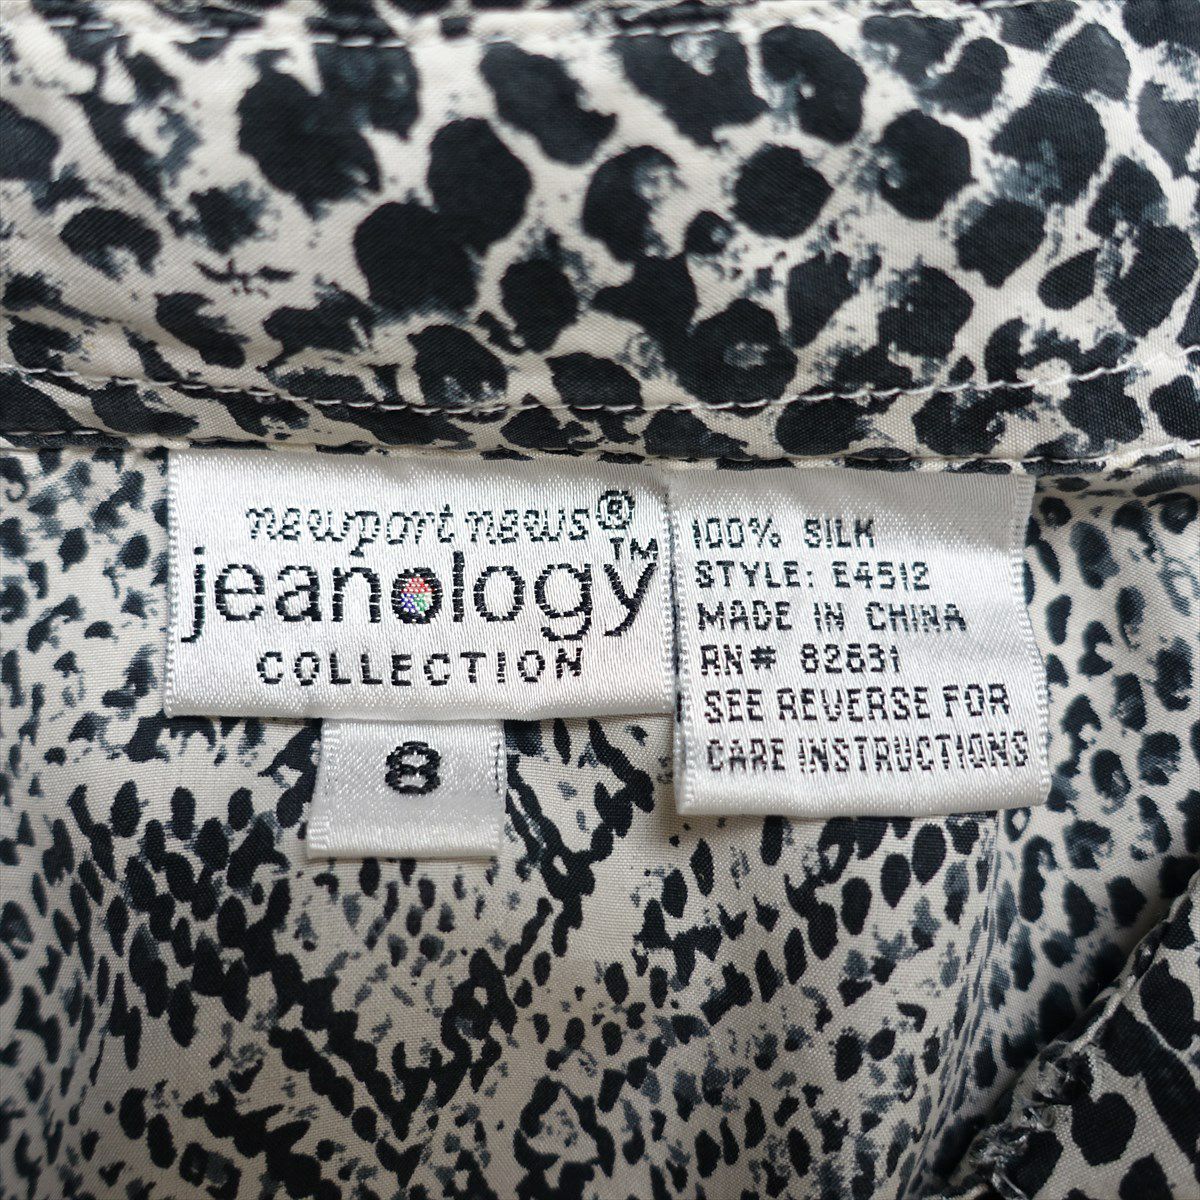 newport news®
jeanology™
COLLECTION
8
100% SILK
STYLE: E4512
MADE IN CHINA
RN# 82631
SEE REVERSE FOR
CARE INSTRUCTIONS